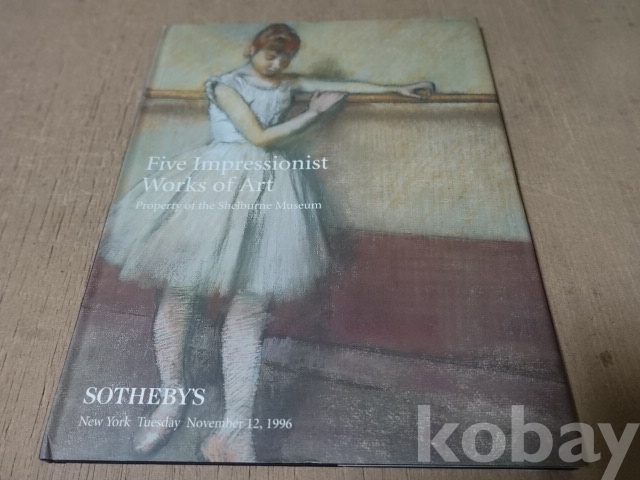 Five Impressionist
Works of Art
Property of the Shelburne Museum
SOTHEBY'S
New York Tuesday November 12, 1996
kobay